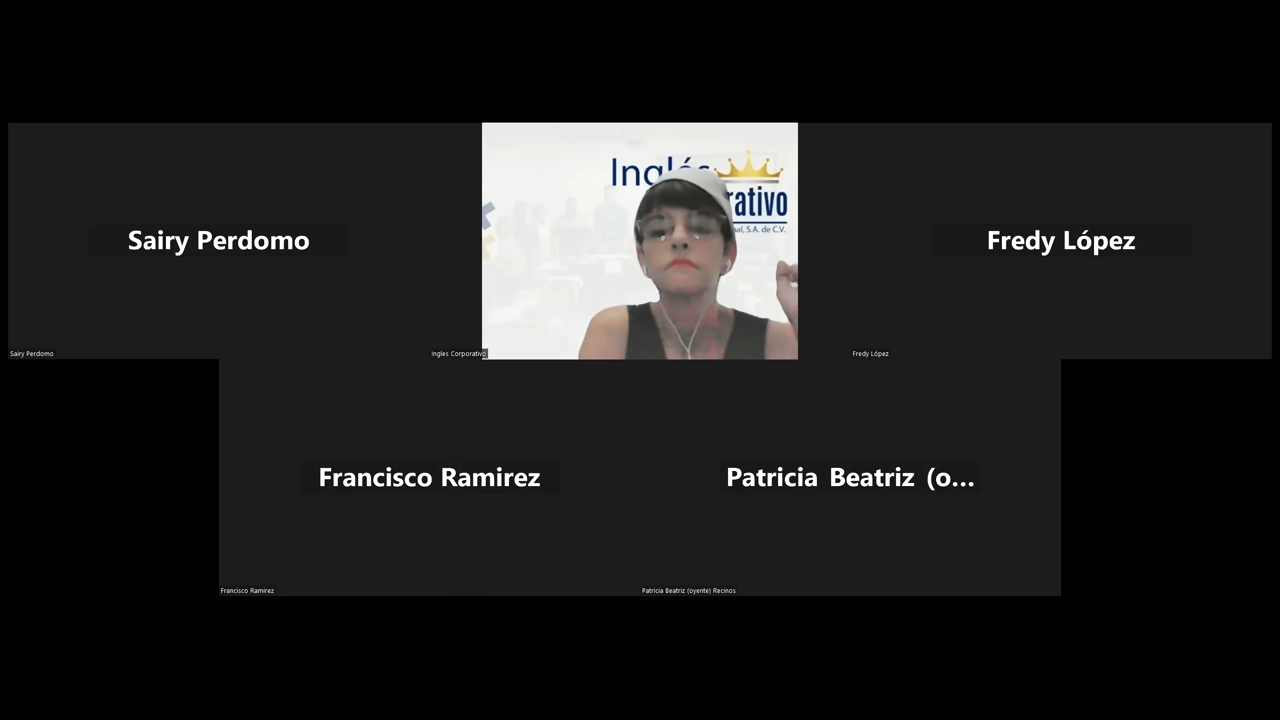 Sairy Perdomo
Inglés
rativo
nal, S.A. de C.V.
Fredy López
Sairy Perdomo
Ingles Corporativo
Fredy López
Francisco Ramirez
Patricia Beatriz (o...
Francisco Ramirez
Patricia Beatriz (oyente) Recinos